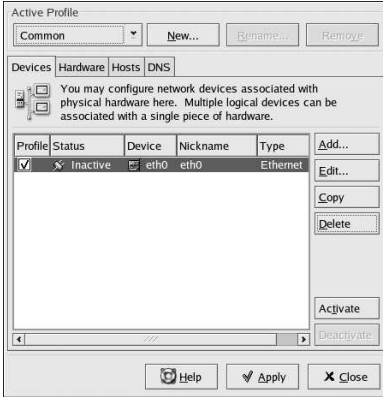 Active Profile
Common New... Rename... Remove
Devices Hardware Hosts DNS
You may configure network devices associated with
physical hardware here. Multiple logical devices can be
associated with a single piece of hardware.
Profile Status Device Nickname Type
Inactive eth0 eth0 Ethernet
Add...
Edit...
Copy
Delete
Activate
Deactivate
Help Apply Close